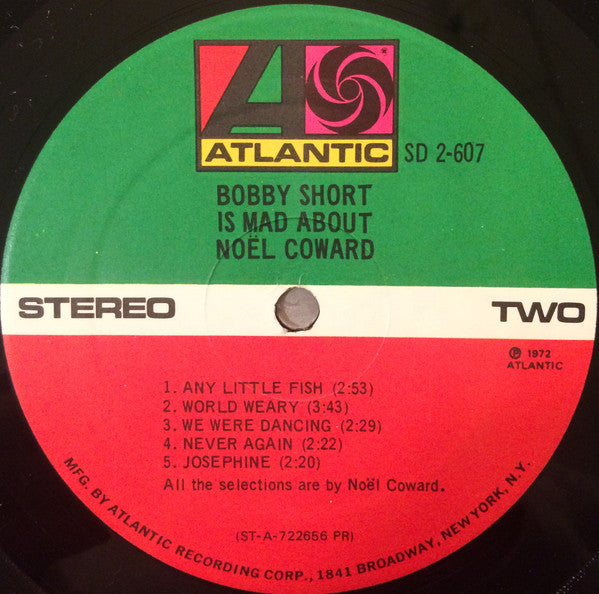 ATLANTIC
SD 2-607
BOBBY SHORT
IS MAD ABOUT
NOËL COWARD
STEREO
TWO
℗ 1972
ATLANTIC
1. ANY LITTLE FISH (2:53)
2. WORLD WEARY (3:43)
3. WE WERE DANCING (2:29)
4. NEVER AGAIN (2:22)
5. JOSEPHINE (2:20)
All the selections are by Noël Coward.
(ST-A-722656 PR)
MFG. BY ATLANTIC RECORDING CORP., 1841 BROADWAY, NEW YORK, N.Y.